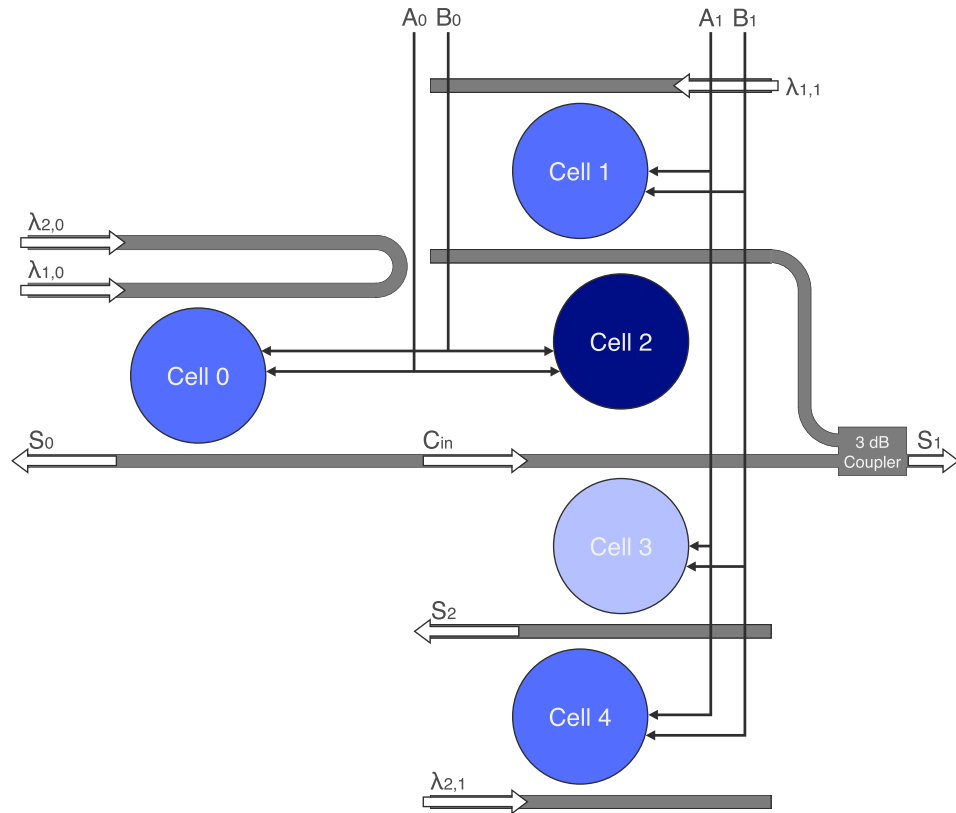 A0 B0 A1 B1
λ1,1
Cell 1
λ2,0
λ1,0
Cell 2
Cell 0
S0 Cin 3 dB S1
Coupler
Cell 3
S2
Cell 4
λ2,1